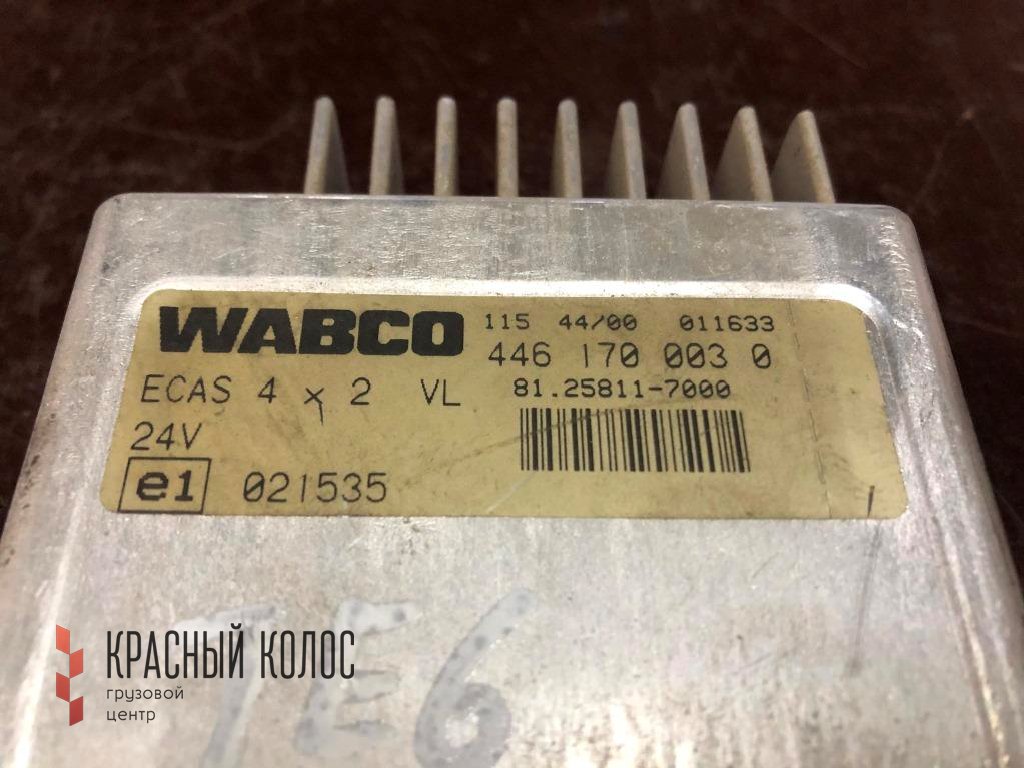 WABCO 115 44/00 011633
446 170 003 0
ECAS 4 x 2 VL 81.25811-7000
24V
e1 021535
TE6
КРАСНЫЙ КОЛОС
грузовой
центр